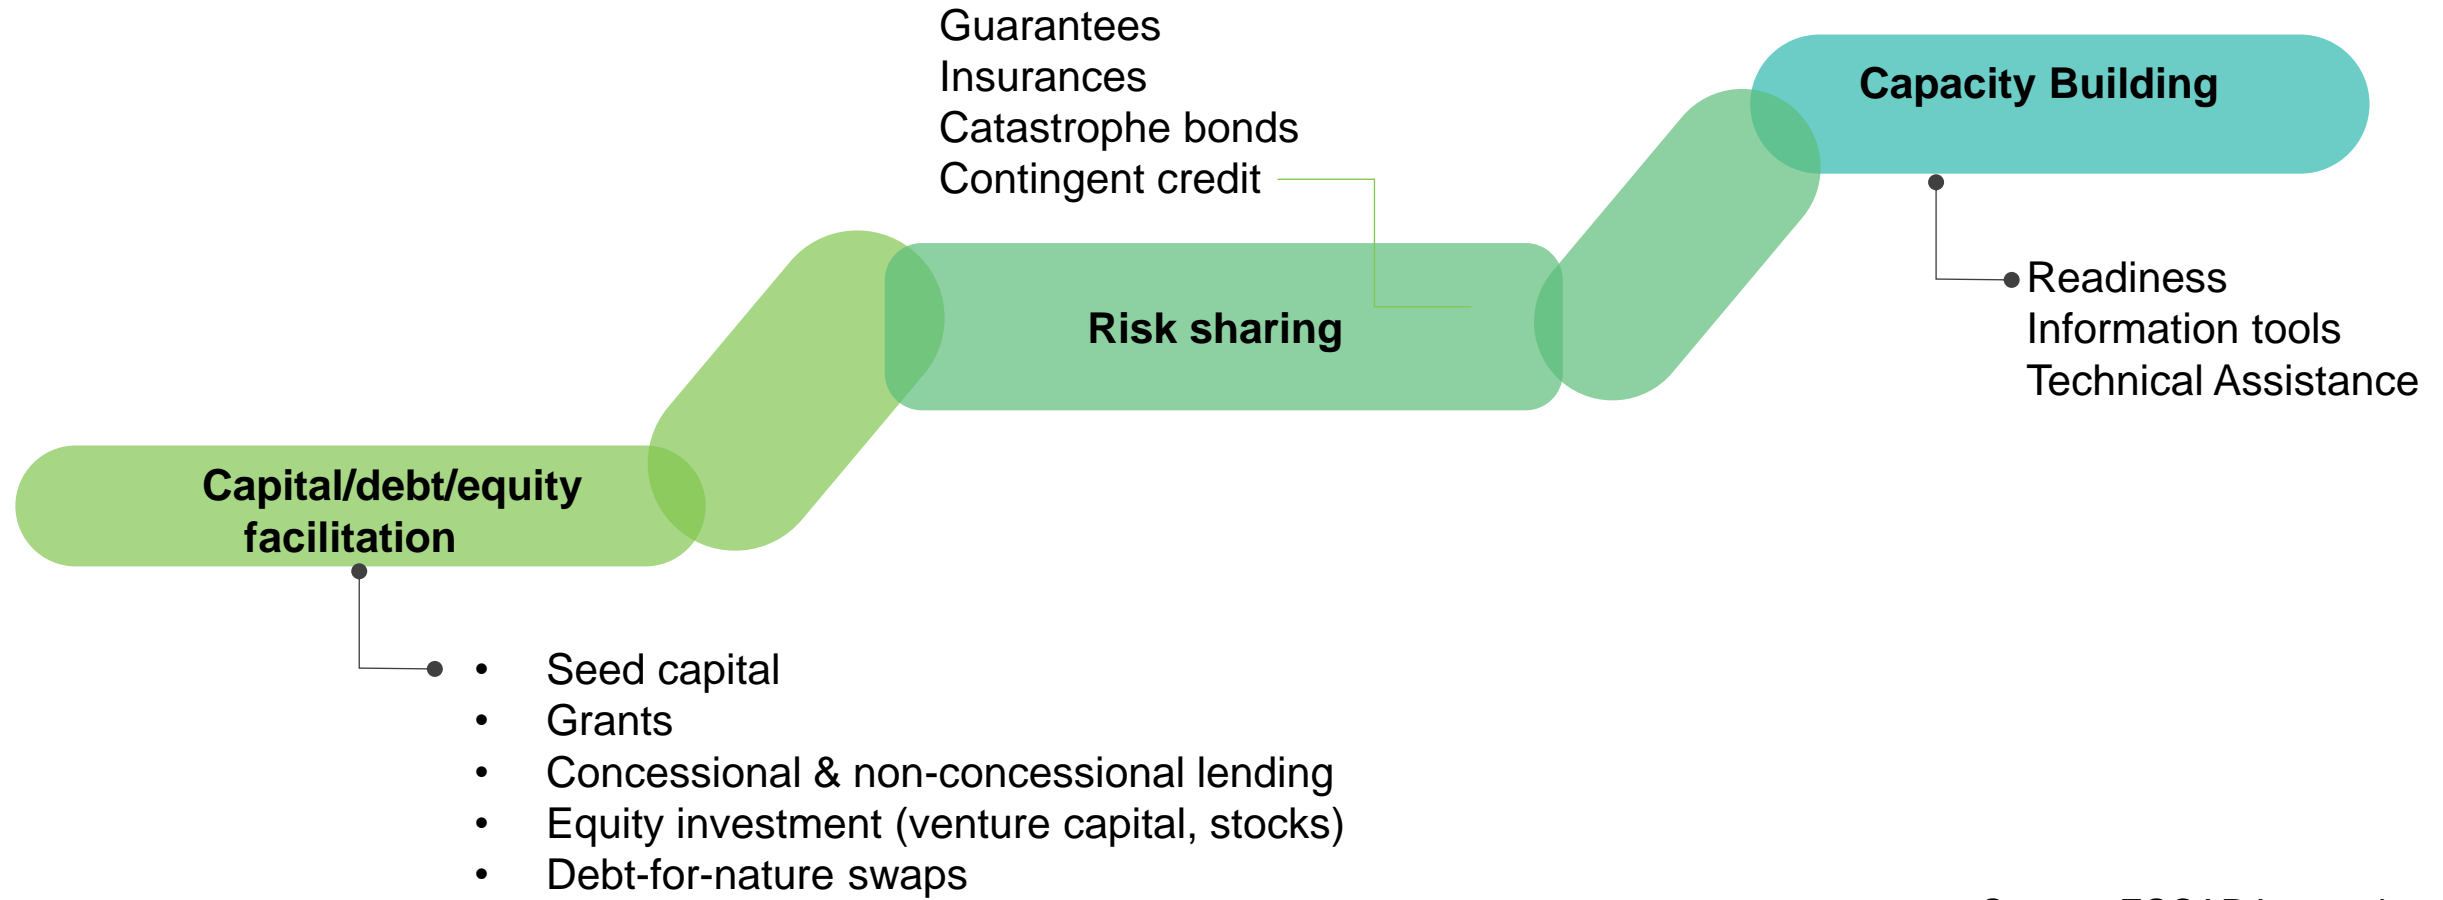 Guarantees
Insurances
Catastrophe bonds
Contingent credit
Capacity Building
Readiness
Information tools
Technical Assistance
Risk sharing
Capital/debt/equity
facilitation
• Seed capital
• Grants
• Concessional & non-concessional lending
• Equity investment (venture capital, stocks)
• Debt-for-nature swaps